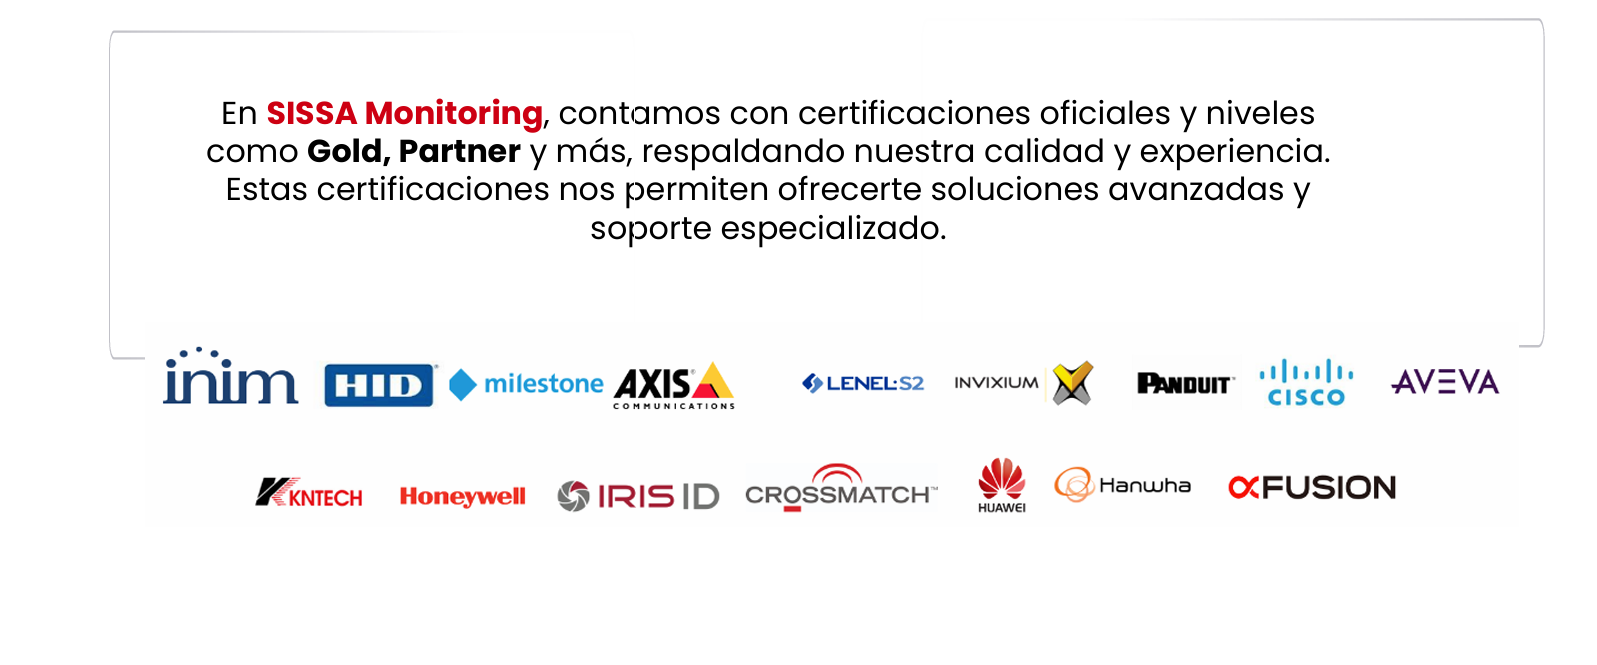 En SISSA Monitoring, contamos con certificaciones oficiales y niveles
como Gold, Partner y más, respaldando nuestra calidad y experiencia.
Estas certificaciones nos permiten ofrecerte soluciones avanzadas y
soporte especializado.
inim HID milestone AXIS COMMUNICATIONS LENEL·S2 INVIXIUM PANDUIT CISCO AVEVA
KNTECH Honeywell IRIS ID CROSSMATCH™ HUAWEI Hanwha αFUSION